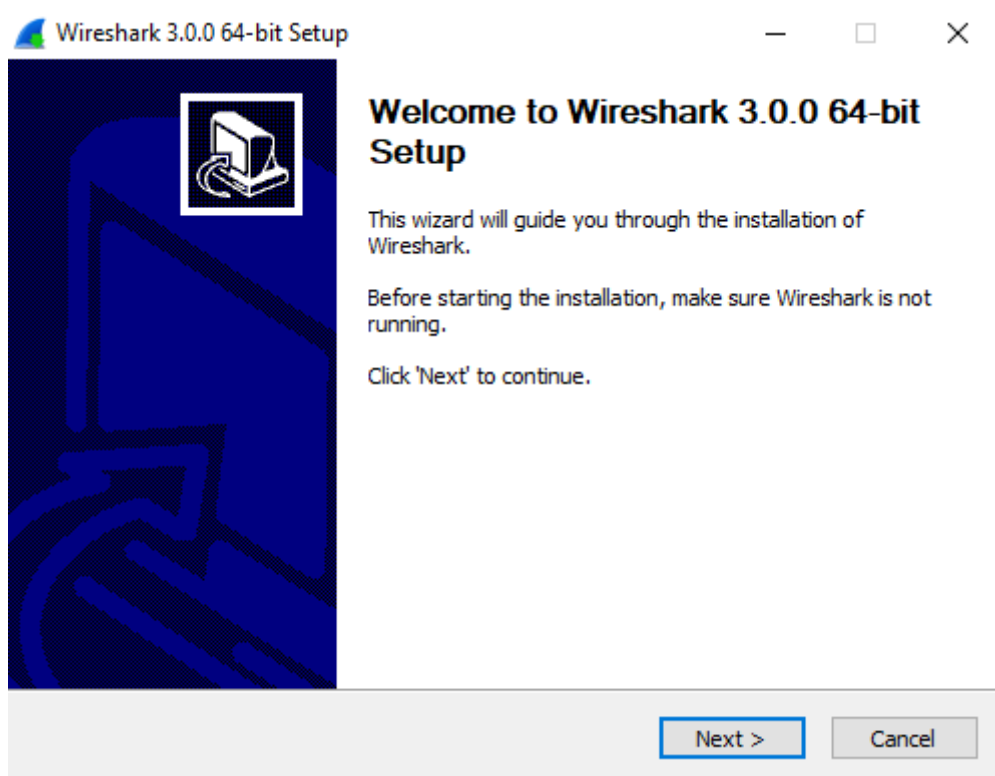 Wireshark 3.0.0 64-bit Setup
Welcome to Wireshark 3.0.0 64-bit
Setup
This wizard will guide you through the installation of
Wireshark.
Before starting the installation, make sure Wireshark is not
running.
Click 'Next' to continue.
Next >
Cancel